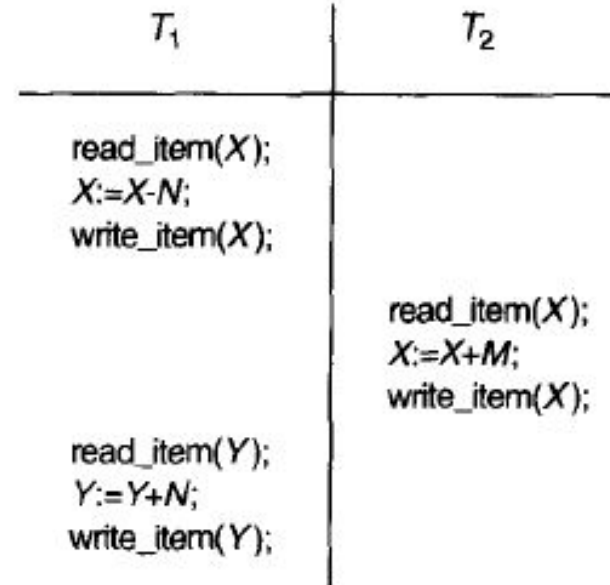 T₁ T₂
read_item(X);
X:=X-N;
write_item(X);
read_item(X);
X:=X+M;
write_item(X);
read_item(Y);
Y:=Y+N;
write_item(Y);